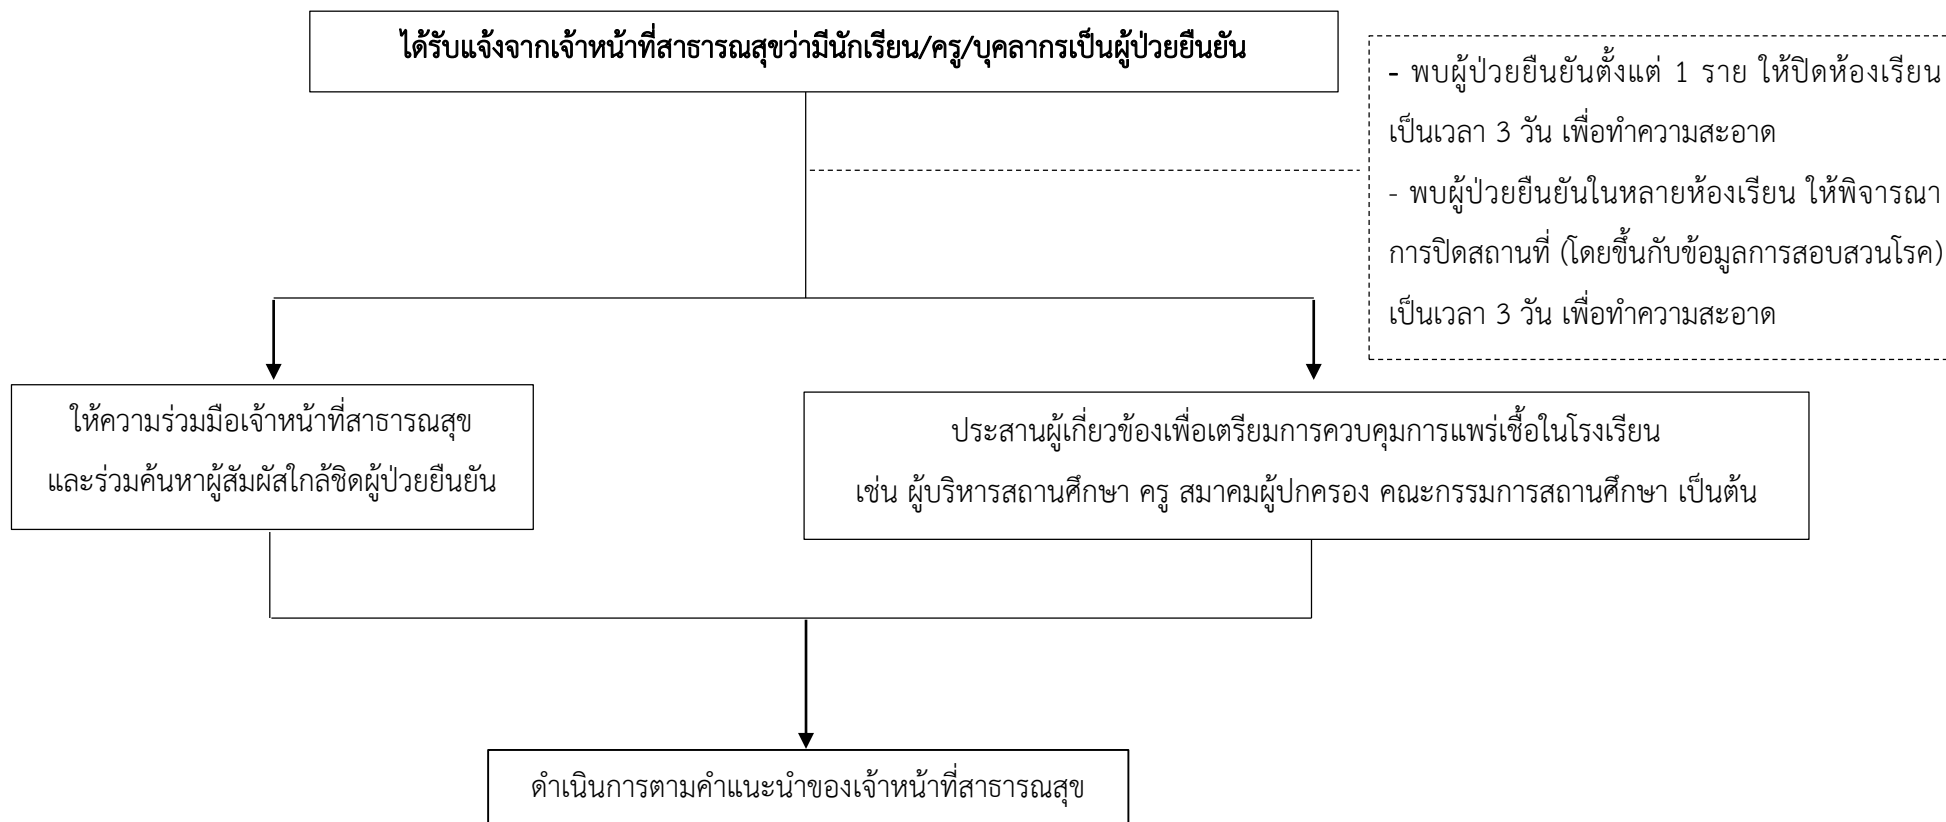 ได้รับแจ้งจากเจ้าหน้าที่สาธารณสุขว่ามีนักเรียน/ครู/บุคลากรเป็นผู้ป่วยยืนยัน
- พบผู้ป่วยยืนยันตั้งแต่ 1 ราย ให้ปิดห้องเรียน
เป็นเวลา 3 วัน เพื่อทำความสะอาด
- พบผู้ป่วยยืนยันในหลายห้องเรียน ให้พิจารณา
การปิดสถานที่ (โดยขึ้นกับข้อมูลการสอบสวนโรค)
เป็นเวลา 3 วัน เพื่อทำความสะอาด
ให้ความร่วมมือเจ้าหน้าที่สาธารณสุข
และร่วมค้นหาผู้สัมผัสใกล้ชิดผู้ป่วยยืนยัน
ประสานผู้เกี่ยวข้องเพื่อเตรียมการควบคุมการแพร่เชื้อในโรงเรียน
เช่น ผู้บริหารสถานศึกษา ครู สมาคมผู้ปกครอง คณะกรรมการสถานศึกษา เป็นต้น
ดำเนินการตามคำแนะนำของเจ้าหน้าที่สาธารณสุข